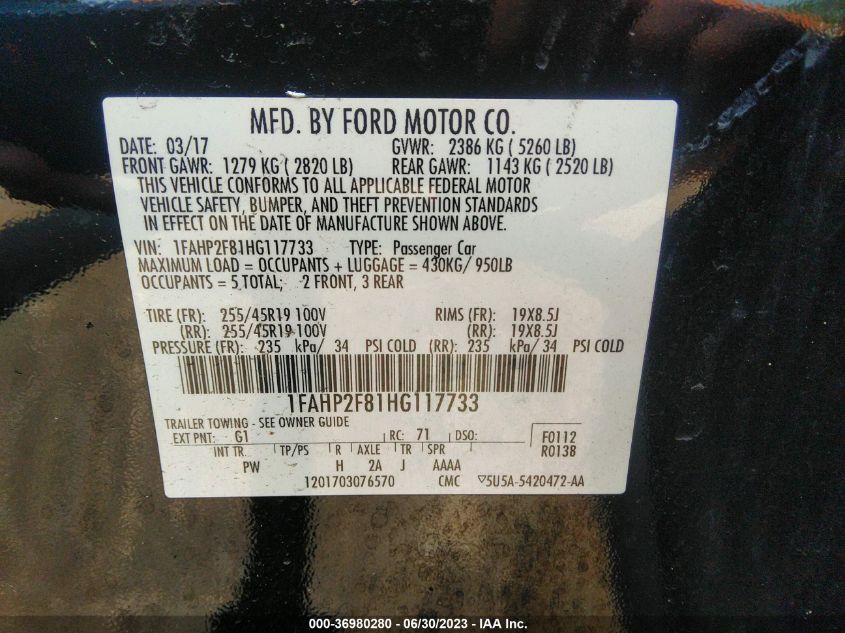 MFD. BY FORD MOTOR CO.
DATE: 03/17 GVWR: 2386 KG ( 5260 LB)
FRONT GAWR: 1279 KG ( 2820 LB) REAR GAWR: 1143 KG ( 2520 LB)
THIS VEHICLE CONFORMS TO ALL APPLICABLE FEDERAL MOTOR
VEHICLE SAFETY, BUMPER, AND THEFT PREVENTION STANDARDS
IN EFFECT ON THE DATE OF MANUFACTURE SHOWN ABOVE.
VIN: 1FAHP2F81HG117733 TYPE: Passenger Car
MAXIMUM LOAD = OCCUPANTS + LUGGAGE = 430KG/ 950LB
OCCUPANTS = 5 TOTAL; 2 FRONT, 3 REAR
TIRE (FR): 255/45R19 100V RIMS (FR): 19X8.5J
(RR): 255/45R19 100V (RR): 19X8.5J
PRESSURE (FR): 235 kPa/ 34 PSI COLD (RR): 235 kPa/ 34 PSI COLD
1FAHP2F81HG117733
TRAILER TOWING - SEE OWNER GUIDE
EXT PNT: G1 RC: 71 DSO: F0112
INT TR. TP/PS R AXLE TR SPR R0138
PW H 2A J AAAA
1201703076570 CMC ▽5U5A-5420472-AA
000-36980280 - 06/30/2023 - IAA Inc.